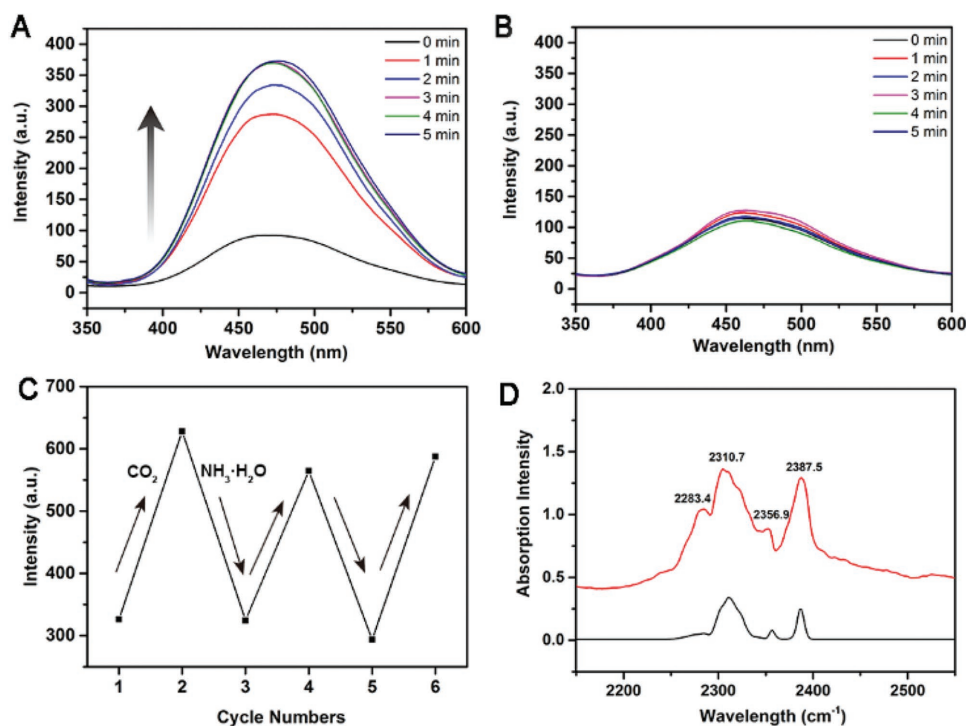 A
400
350
300
250
200
150
100
50
0
Intensity (a.u.)
0 min
1 min
2 min
3 min
4 min
5 min
350 400 450 500 550 600
Wavelength (nm)
B
400
350
300
250
200
150
100
50
0
Intensity (a.u.)
0 min
1 min
2 min
3 min
4 min
5 min
350 400 450 500 550 600
Wavelength (nm)
C
700
600
500
400
300
Intensity (a.u.)
CO₂ NH₃·H₂O
1 2 3 4 5 6
Cycle Numbers
D
2.0
1.5
1.0
0.5
0.0
Absorption Intensity
2283.4
2310.7
2356.9
2387.5
2200 2300 2400 2500
Wavelength (cm⁻¹)